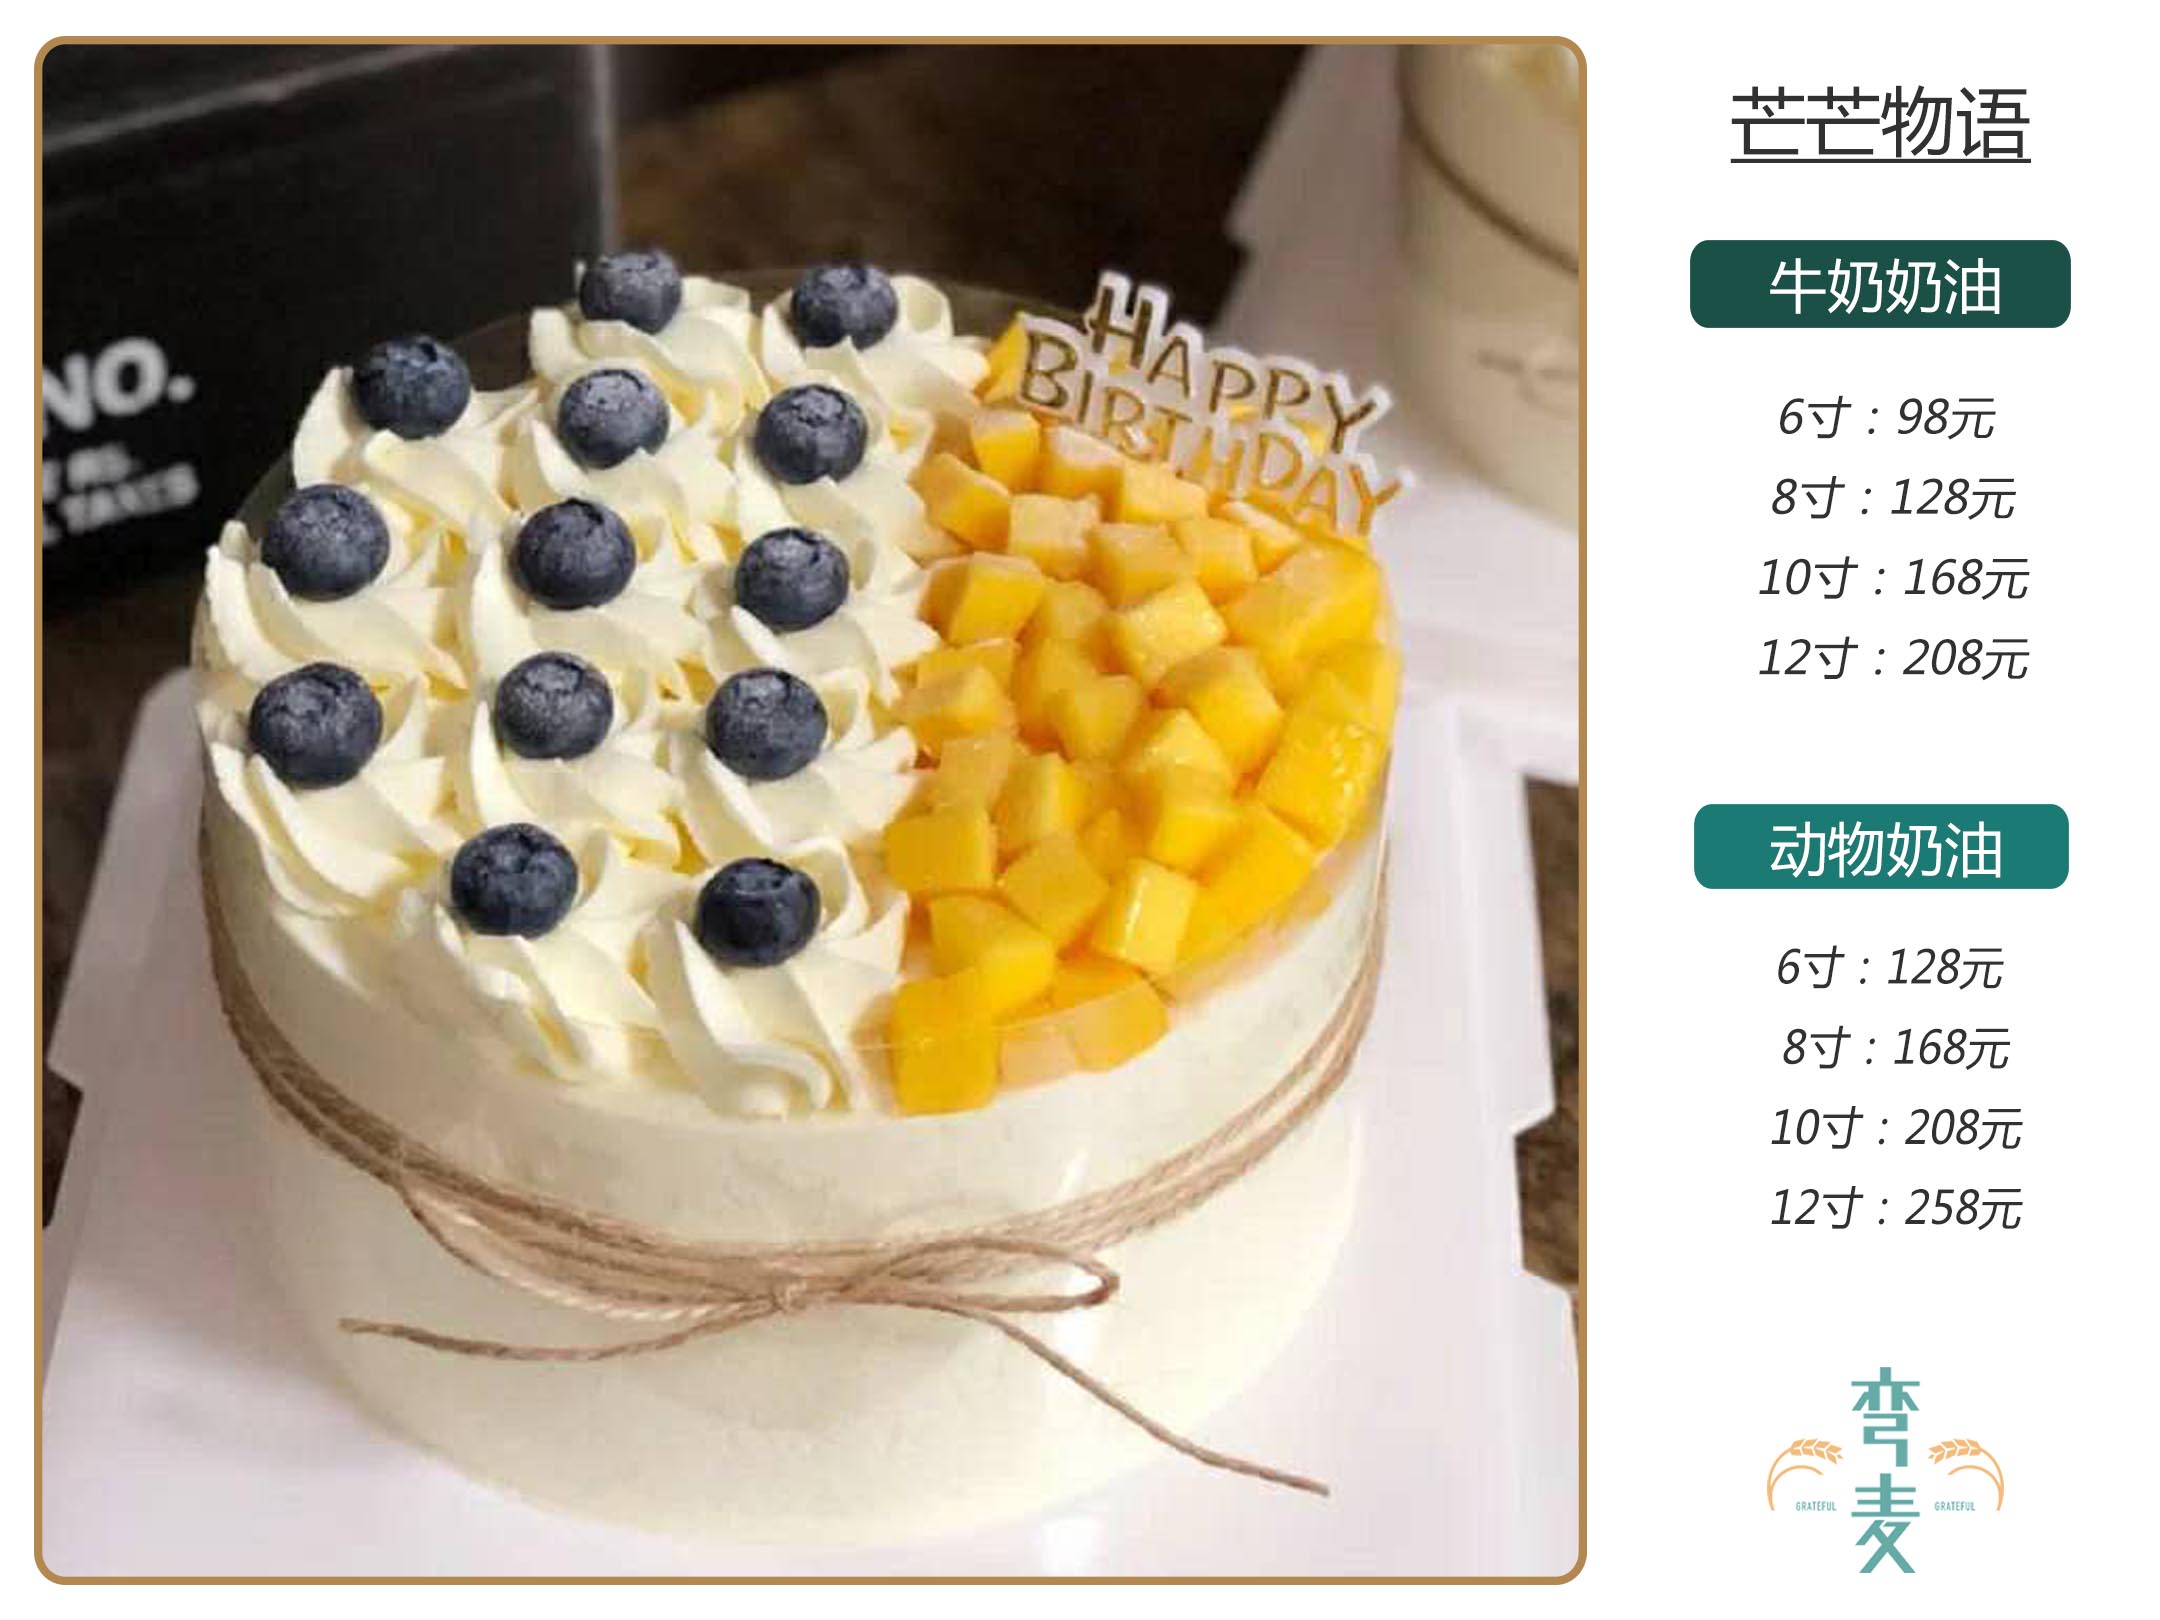 芒芒物语
牛奶奶油
6寸：98元
8寸：128元
10寸：168元
12寸：208元
动物奶油
6寸：128元
8寸：168元
10寸：208元
12寸：258元
HAPPY
BIRTHDAY
NO.
TAXES
弯麦
GRATEFUL
GRATEFUL